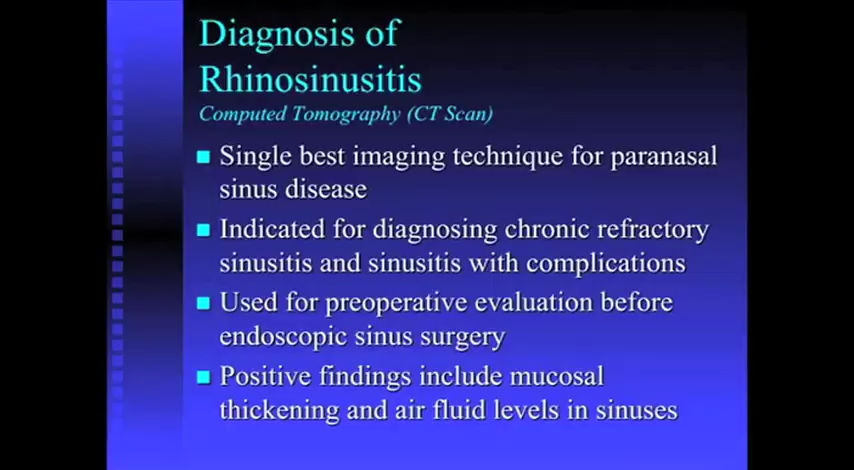 Diagnosis of
Rhinosinusitis
Computed Tomography (CT Scan)
Single best imaging technique for paranasal
sinus disease
Indicated for diagnosing chronic refractory
sinusitis and sinusitis with complications
Used for preoperative evaluation before
endoscopic sinus surgery
Positive findings include mucosal
thickening and air fluid levels in sinuses